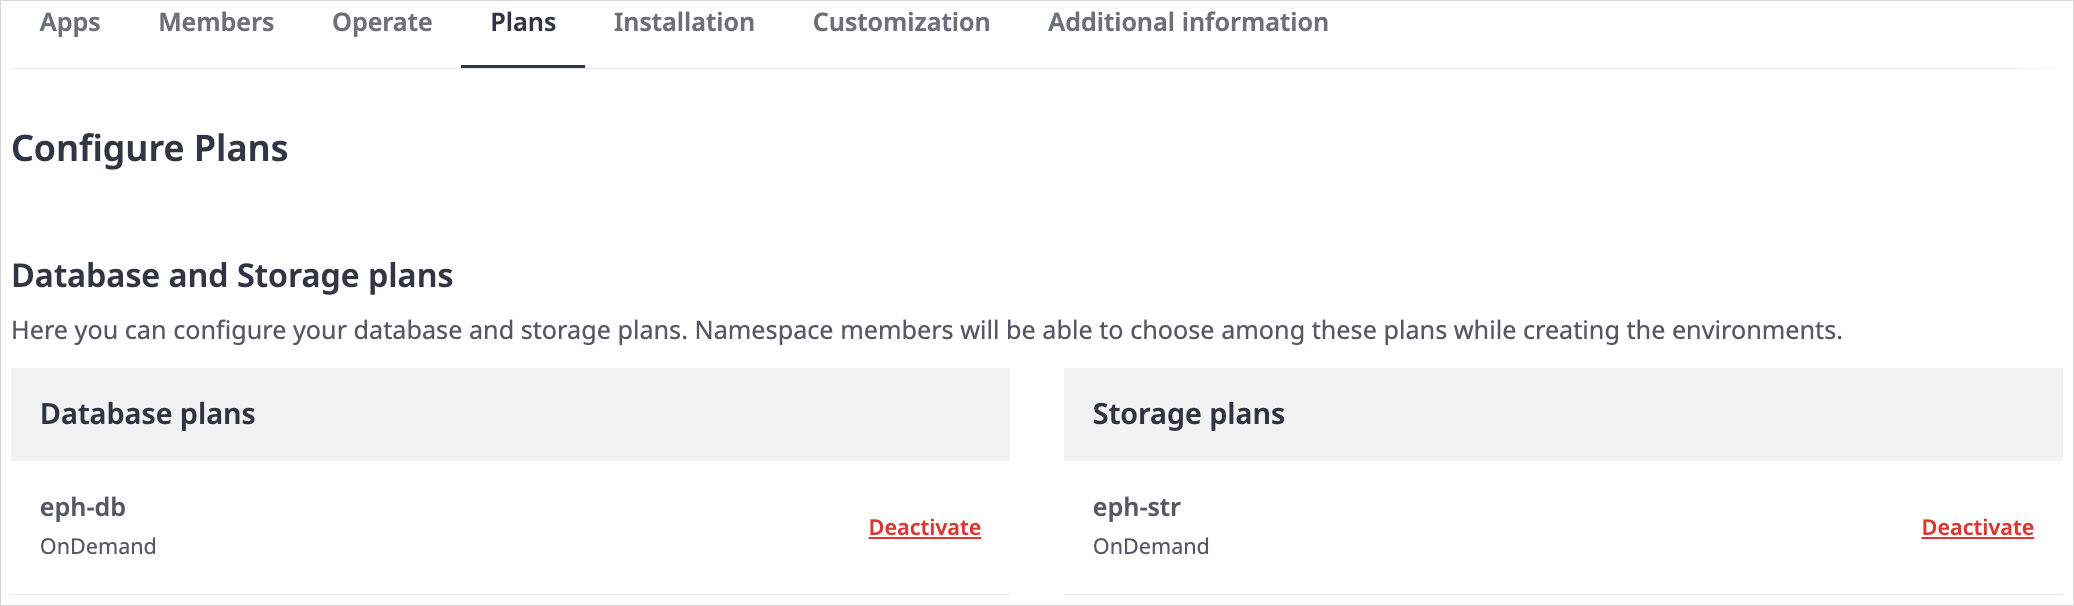 Apps Members Operate Plans Installation Customization Additional information
Configure Plans
Database and Storage plans
Here you can configure your database and storage plans. Namespace members will be able to choose among these plans while creating the environments.
Database plans
eph-db
OnDemand
Deactivate
Storage plans
eph-str
OnDemand
Deactivate